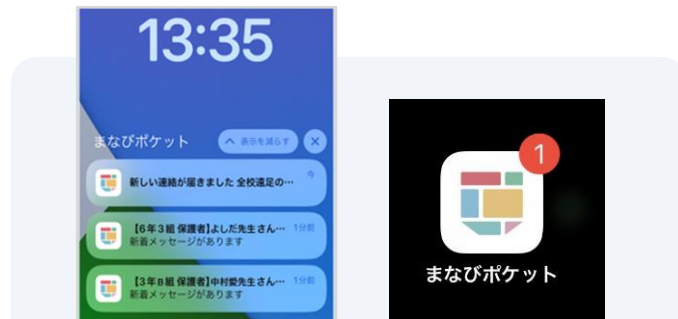 13:35
まなびポケット
表示を減らす
新しい連絡が届きました 全校遠足の…
今
【6年3組 保護者】よしだ先生さん…
1分前
新着メッセージがあります
【3年B組 保護者】中村愛先生さん…
1分前
新着メッセージがあります
1
まなびポケット